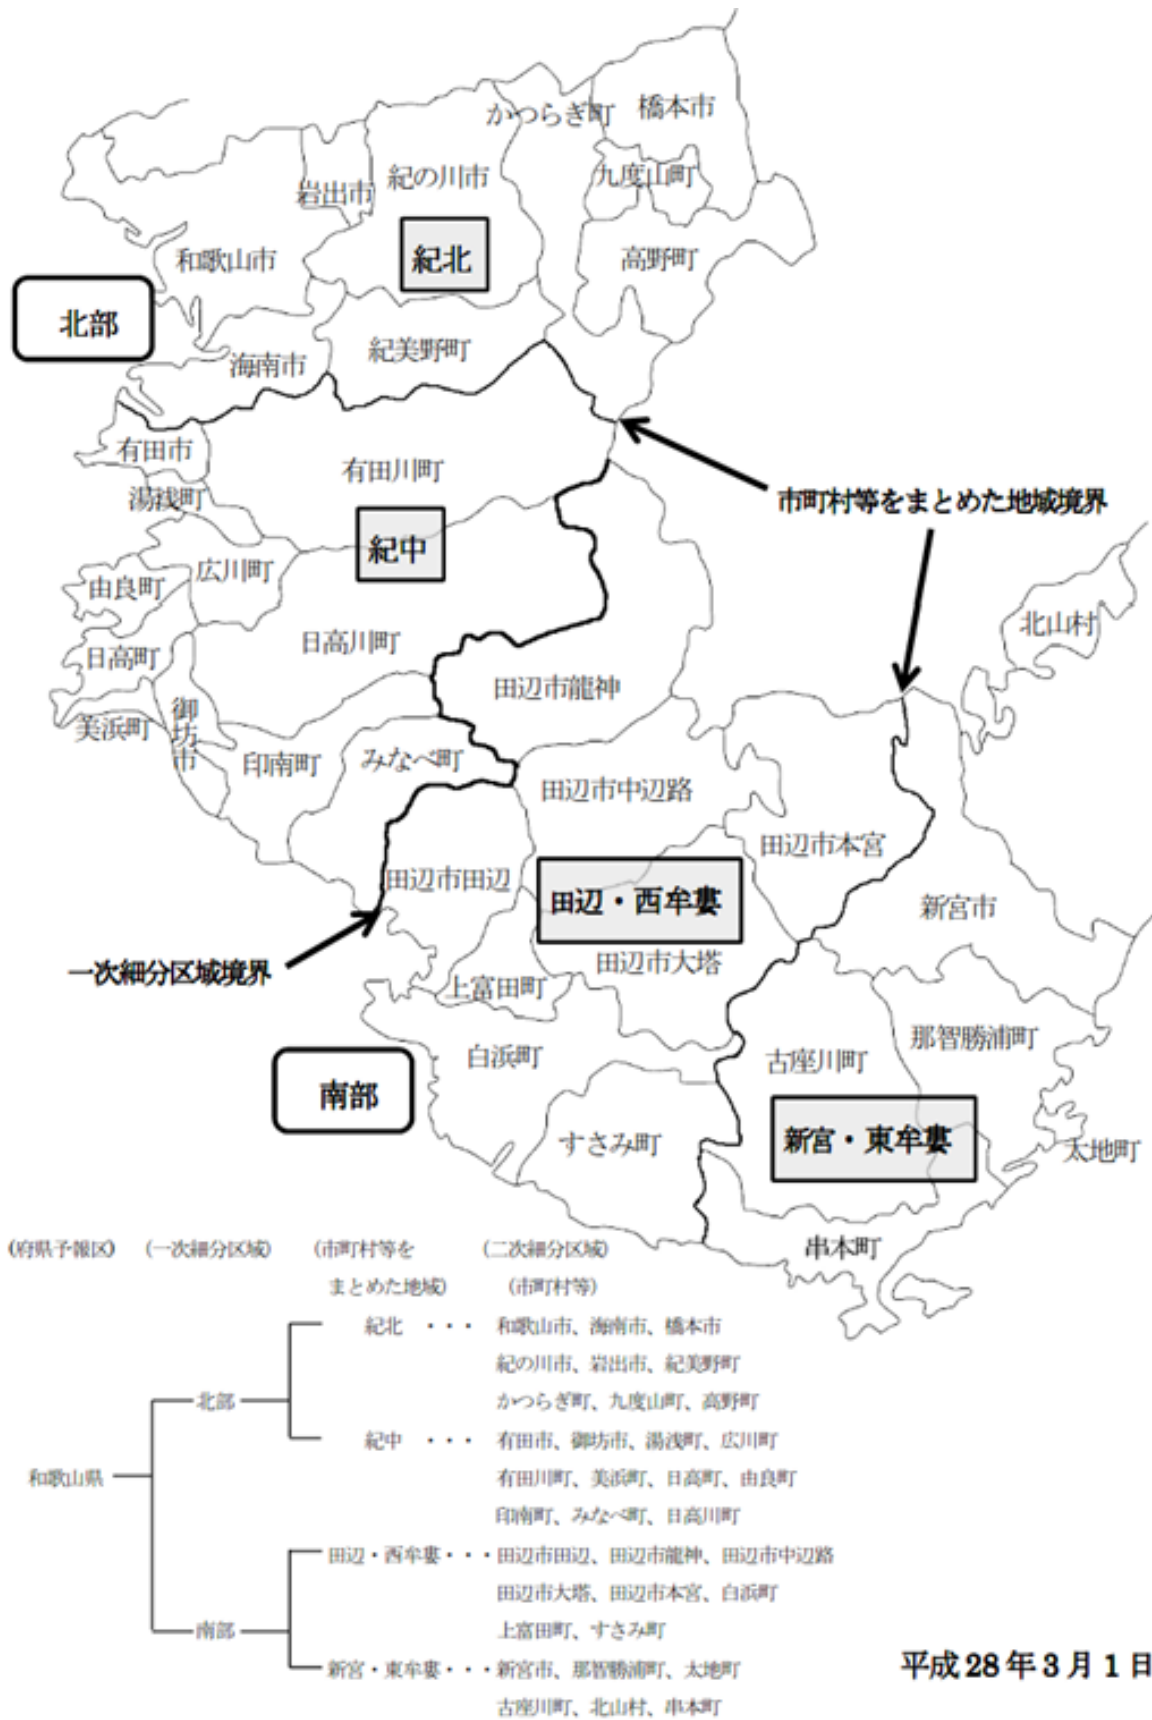 かつらぎ町
橋本市
紀の川市
九度山町
岩出市
紀北
高野町
和歌山市
北部
紀美野町
海南市
有田市
有田川町
湯浅町
市町村等をまとめた地域境界
紀中
広川町
由良町
北山村
日高川町
日高町
田辺市龍神
御坊市
美浜町
印南町
みなべ町
田辺市中辺路
田辺市本宮
田辺市田辺
田辺・西牟婁
新宮市
一次細分区域境界
田辺市大塔
上富田町
那智勝浦町
白浜町
古座川町
南部
すさみ町
新宮・東牟婁
太地町
串本町
(府県予報区) (一次細分区域) (市町村等を (二次細分区域)
まとめた地域) (市町村等)
紀北 ・・・ 和歌山市、海南市、橋本市
紀の川市、岩出市、紀美野町
北部 かつらぎ町、九度山町、高野町
紀中 ・・・ 有田市、御坊市、湯浅町、広川町
和歌山県 有田川町、美浜町、日高町、由良町
印南町、みなべ町、日高川町
田辺・西牟婁・・・田辺市田辺、田辺市龍神、田辺市中辺路
田辺市大塔、田辺市本宮、白浜町
南部 上富田町、すさみ町
新宮・東牟婁・・・新宮市、那智勝浦町、太地町
古座川町、北山村、串本町
平成28年3月1日